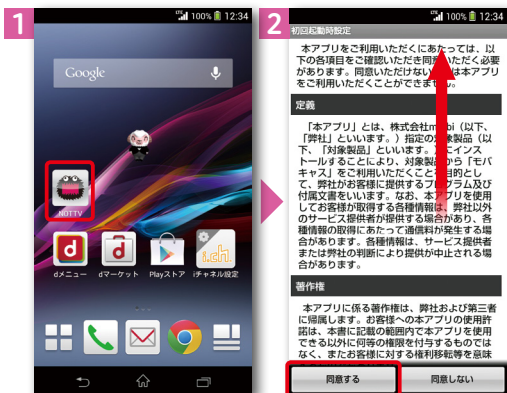 1
LTE 100% 12:34
Google
NOTTV
dメニュー dマーケット Playストア iチャネル設定
d d i.ch.
2
LTE 100% 12:34
初回起動時設定
本アプリをご利用いただくにあたっては、以
下の各項目をご確認いただき同意いただく必要
があります。同意いただけない は本アプリ
をご利用いただくことができません。
定義
「本アプリ」とは、株式会社m bi（以下、
「弊社」といいます。）指定の対象製品（以
下、「対象製品」といいます。）にインス
トールすることにより、対象製品から「モバ
キャス」をご利用いただくことを目的とし
て、弊社がお客様に提供するプログラム及び
付属文書をいいます。なお、本アプリを使用
してお客様が取得する各種情報は、弊社以外
のサービス提供者が提供する場合があり、各
種情報の取得にあたって通信料が発生する場
合があります。各種情報は、サービス提供者
または弊社の判断により提供が中止される場
合があります。
著作権
本アプリに係る著作権は、弊社および第三者
に帰属します。お客様への本アプリの使用許
諾は、本書に記載の範囲内で本アプリを使用
できる以外に何等の権限を付与するものでは
なく、またお客様に対する権利移転等を意味
同意する 同意しない